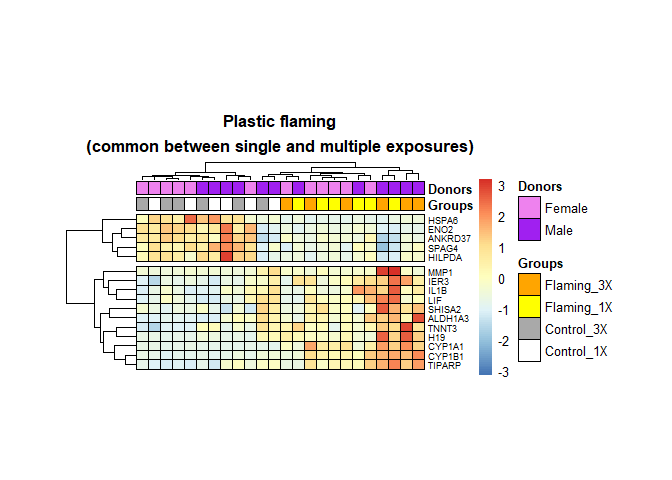 Plastic flaming
(common between single and multiple exposures)
Donors
Groups
HSPA6
ENO2
ANKRD37
SPAG4
HILPDA
MMP1
IER3
IL1B
LIF
SHISA2
ALDH1A3
TNNT3
H19
CYP1A1
CYP1B1
TIPARP
3
2
1
0
-1
-2
-3
Donors
Female
Male
Groups
Flaming_3X
Flaming_1X
Control_3X
Control_1X